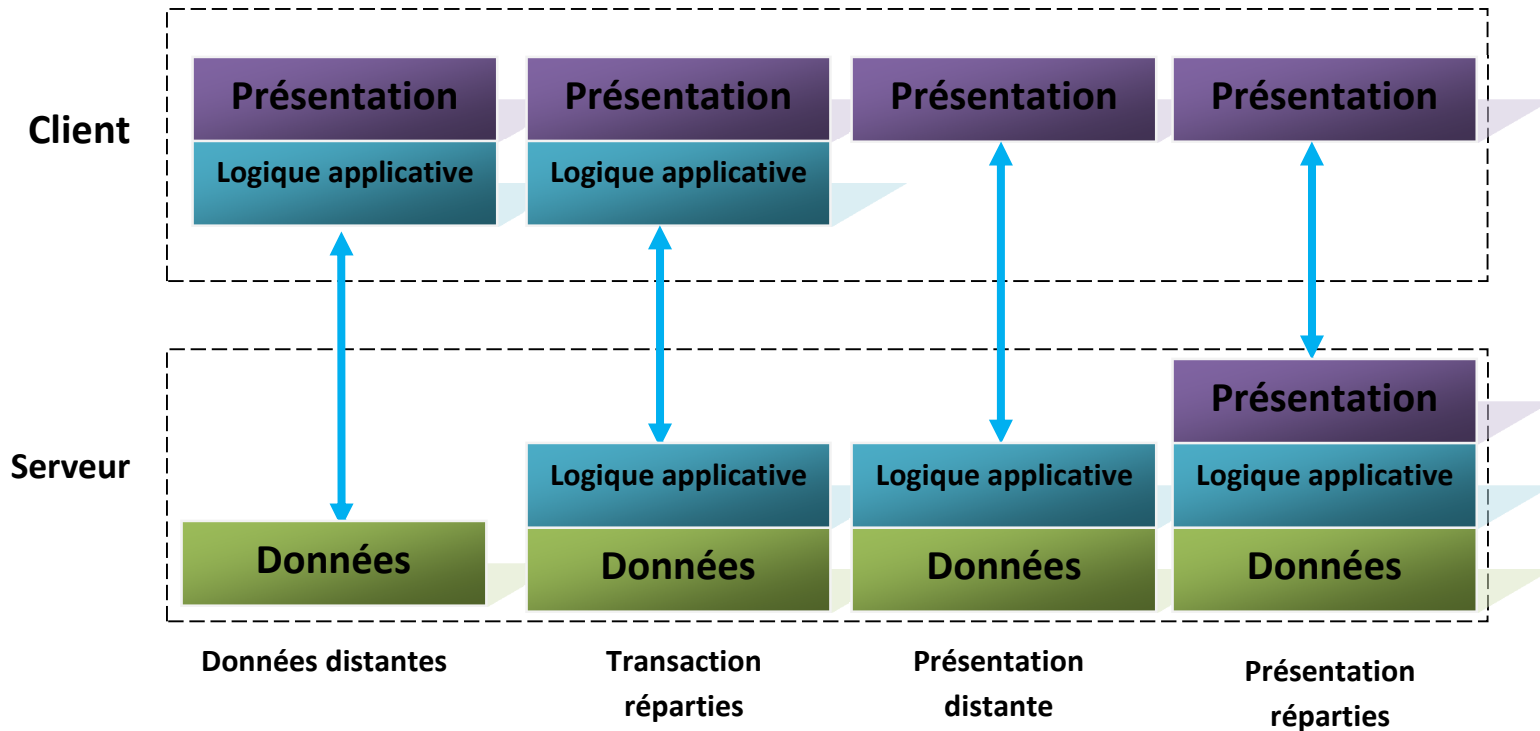 Client
Présentation
Présentation
Présentation
Présentation
Logique applicative
Logique applicative
Serveur
Présentation
Logique applicative
Logique applicative
Logique applicative
Données
Données
Données
Données
Données distantes
Transaction
réparties
Présentation
distante
Présentation
réparties